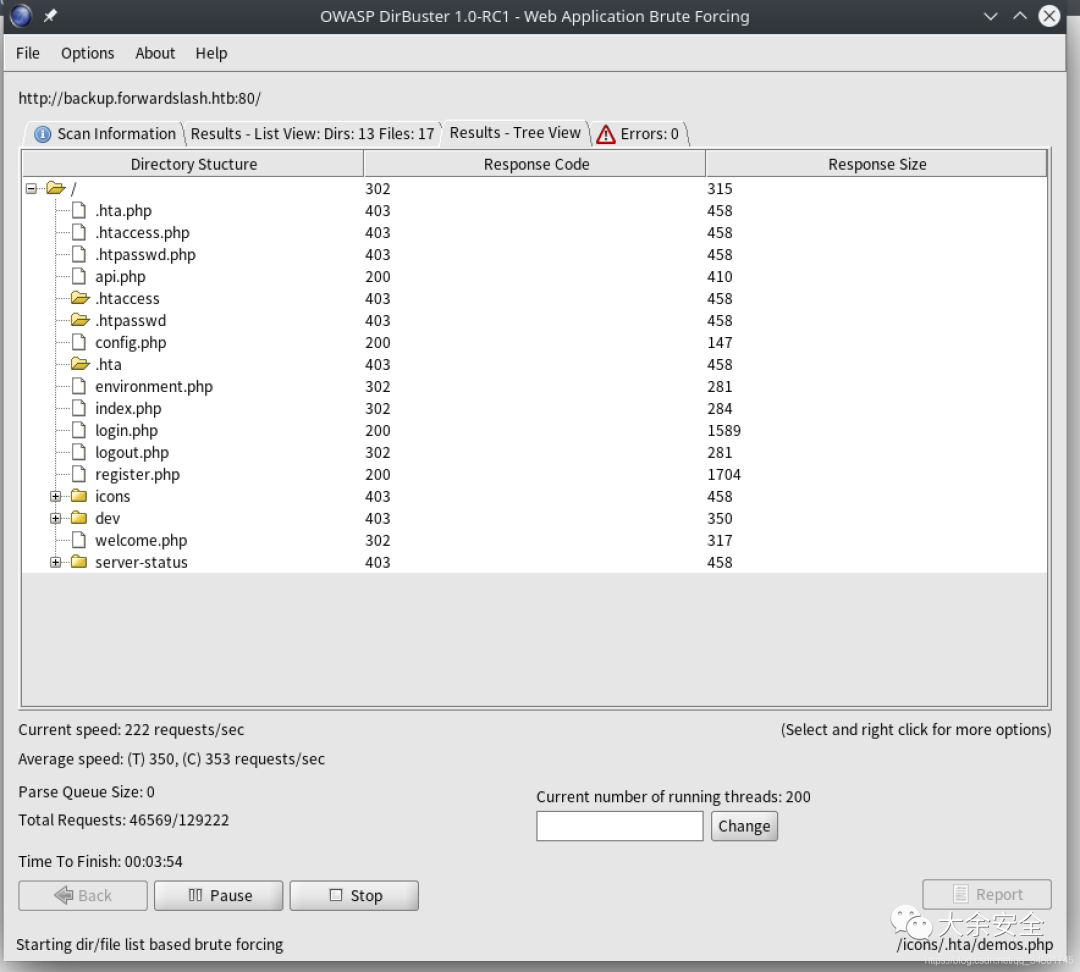 OWASP DirBuster 1.0-RC1 - Web Application Brute Forcing
File Options About Help
http://backup.forwardslash.htb:80/
Scan Information Results - List View: Dirs: 13 Files: 17 Results - Tree View Errors: 0
Directory Stucture Response Code Response Size
/ 302 315
.hta.php 403 458
.htaccess.php 403 458
.htpasswd.php 403 458
api.php 200 410
.htaccess 403 458
.htpasswd 403 458
config.php 200 147
.hta 403 458
environment.php 302 281
index.php 302 284
login.php 200 1589
logout.php 302 281
register.php 200 1704
icons 403 458
dev 403 350
welcome.php 302 317
server-status 403 458
Current speed: 222 requests/sec (Select and right click for more options)
Average speed: (T) 350, (C) 353 requests/sec
Parse Queue Size: 0
Current number of running threads: 200
Total Requests: 46569/129222
Change
Time To Finish: 00:03:54
Back Pause Stop Report
大余安全
Starting dir/file list based brute forcing /icons/.hta/demos.php